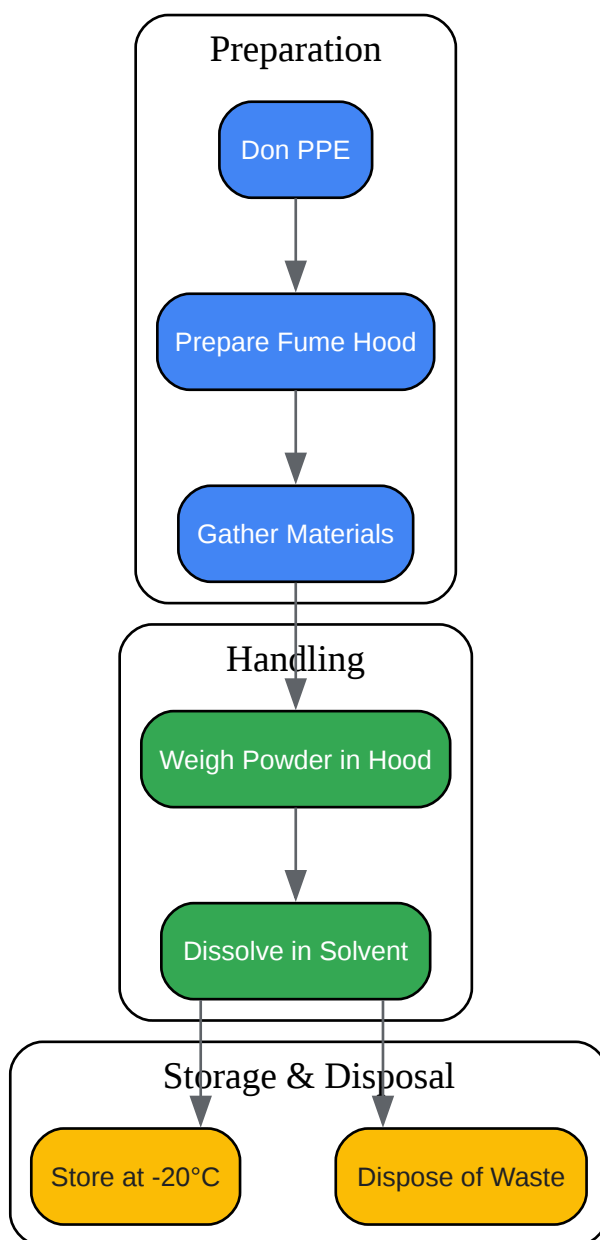 Preparation
Don PPE
Prepare Fume Hood
Gather Materials
Handling
Weigh Powder in Hood
Dissolve in Solvent
Storage & Disposal
Store at -20°C
Dispose of Waste